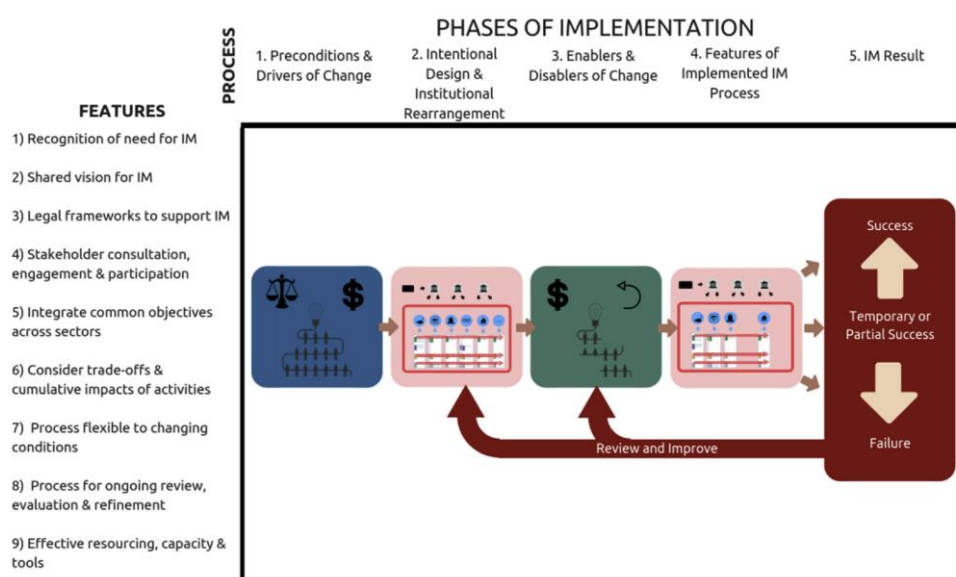 PHASES OF IMPLEMENTATION
PROCESS
1. Preconditions &
Drivers of Change
2. Intentional
Design &
Institutional
Rearrangement
3. Enablers &
Disablers of Change
4. Features of
Implemented IM
Process
5. IM Result
FEATURES
1) Recognition of need for IM
2) Shared vision for IM
3) Legal frameworks to support IM
4) Stakeholder consultation,
engagement & participation
5) Integrate common objectives
across sectors
6) Consider trade-offs &
cumulative impacts of activities
7) Process flexible to changing
conditions
8) Process for ongoing review,
evaluation & refinement
9) Effective resourcing, capacity &
tools
$
$
Success
Temporary or
Partial Success
Failure
Review and Improve